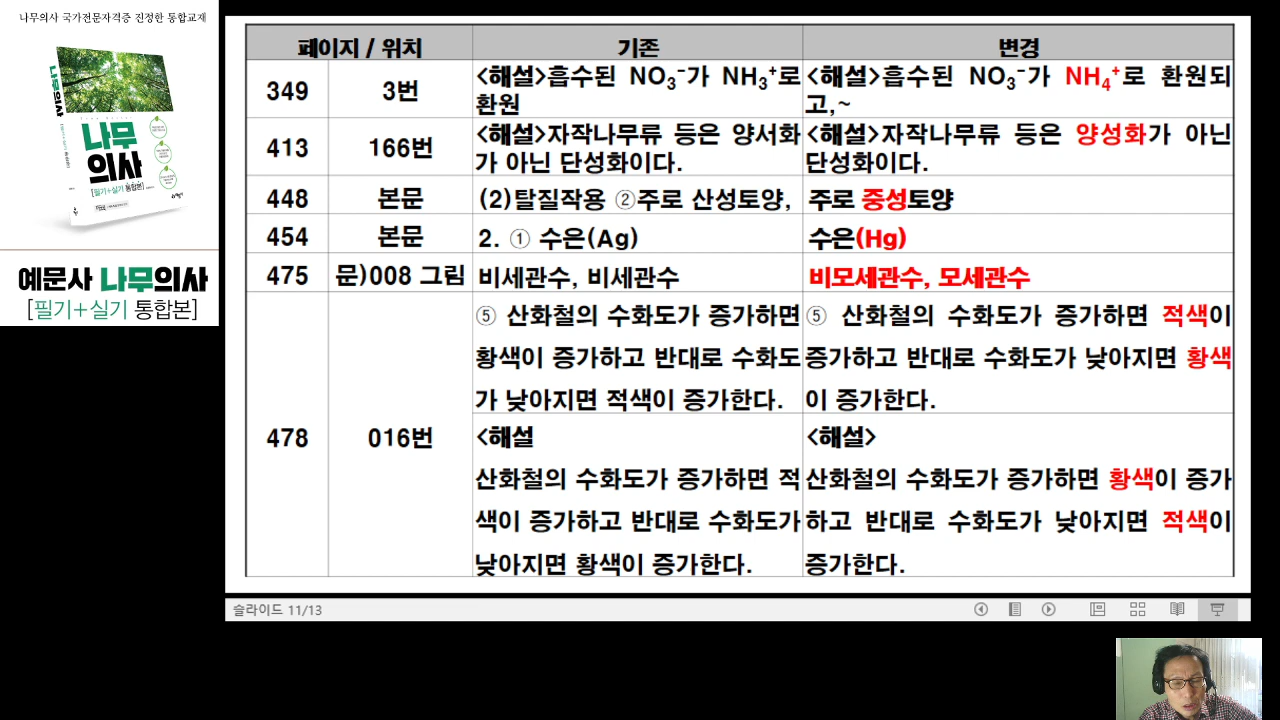 나무의사 국가전문자격증 진정한 통합교재
나무의사
나무
의사
[필기+실기 통합본]
예문사 나무의사
[필기+실기 통합본]
페이지 / 위치 기존 변경
349 3번 <해설>흡수된 NO₃⁻가 NH₃⁺로 <해설>흡수된 NO₃⁻가 NH₄⁺로 환원되
환원 고,~
413 166번 <해설>자작나무류 등은 양서화 <해설>자작나무류 등은 양성화가 아닌
가 아닌 단성화이다. 단성화이다.
448 본문 (2)탈질작용 ②주로 산성토양, 주로 중성토양
454 본문 2. ① 수은(Ag) 수은(Hg)
475 문)008 그림 비세관수, 비세관수 비모세관수, 모세관수
⑤ 산화철의 수화도가 증가하면 ⑤ 산화철의 수화도가 증가하면 적색이
황색이 증가하고 반대로 수화도 증가하고 반대로 수화도가 낮아지면 황색
가 낮아지면 적색이 증가한다. 이 증가한다.
478 016번 <해설 <해설>
산화철의 수화도가 증가하면 적 산화철의 수화도가 증가하면 황색이 증가
색이 증가하고 반대로 수화도가 하고 반대로 수화도가 낮아지면 적색이
낮아지면 황색이 증가한다. 증가한다.
슬라이드 11/13